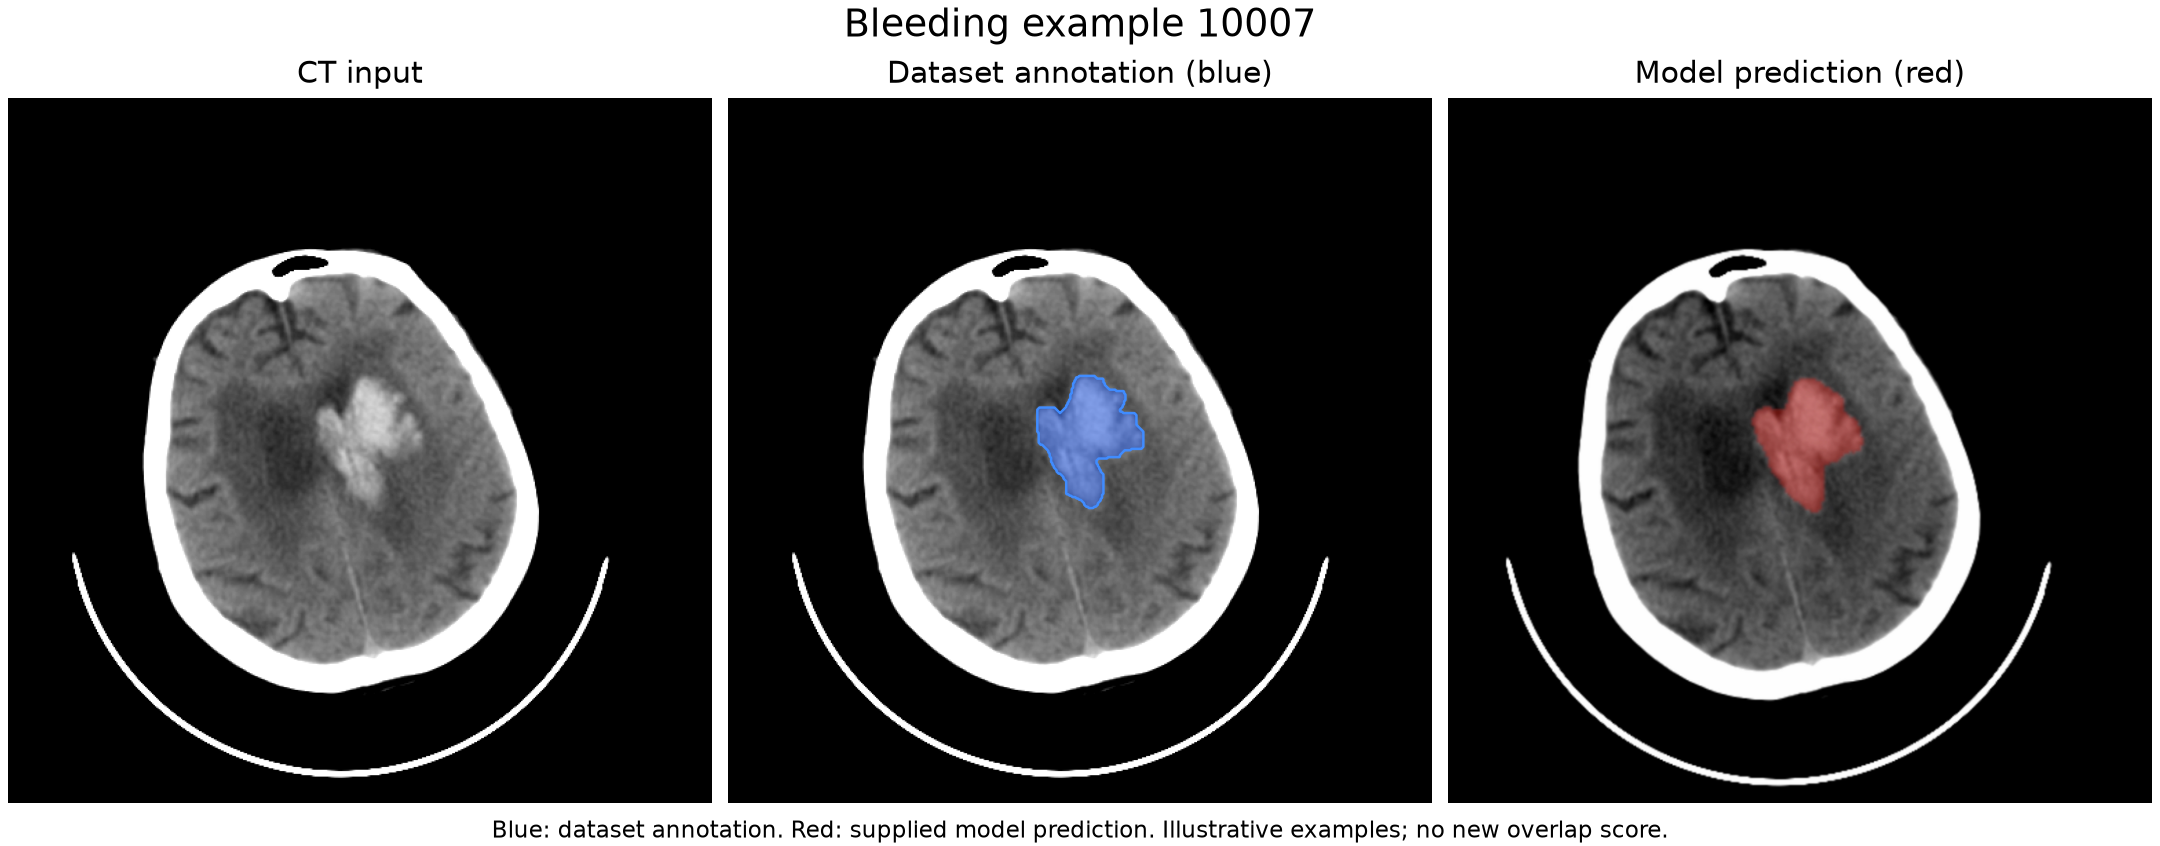 Bleeding example 10007
CT input
Dataset annotation (blue)
Model prediction (red)
Blue: dataset annotation. Red: supplied model prediction. Illustrative examples; no new overlap score.